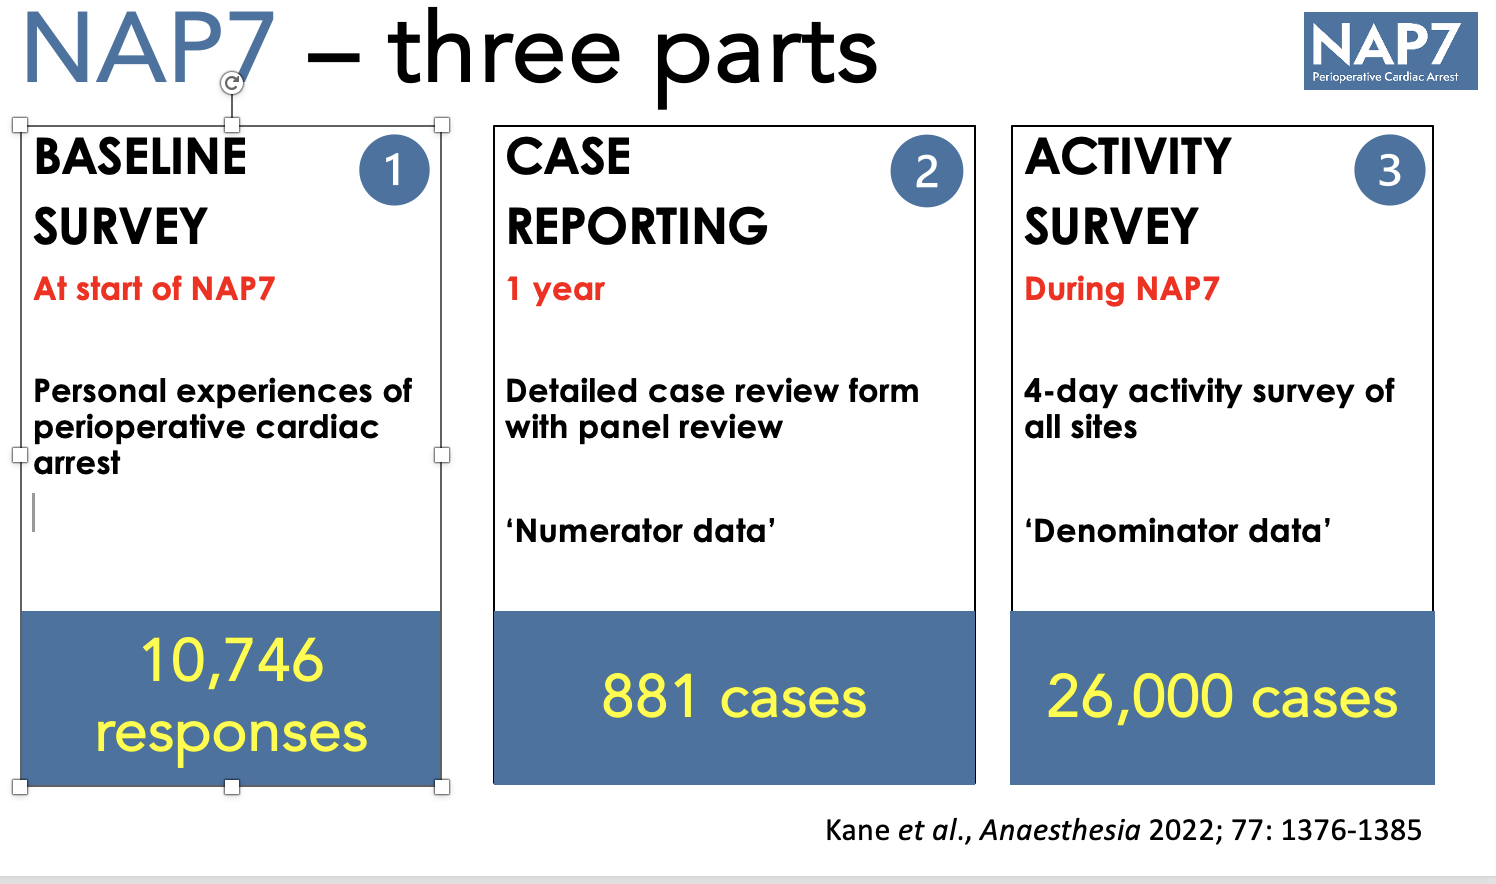 NAP7 – three parts
NAP7
Perioperative Cardiac Arrest
BASELINE
SURVEY
1
At start of NAP7
Personal experiences of
perioperative cardiac
arrest
10,746
responses
CASE
REPORTING
2
1 year
Detailed case review form
with panel review
‘Numerator data’
881 cases
ACTIVITY
SURVEY
3
During NAP7
4-day activity survey of
all sites
‘Denominator data’
26,000 cases
Kane et al., Anaesthesia 2022; 77: 1376-1385